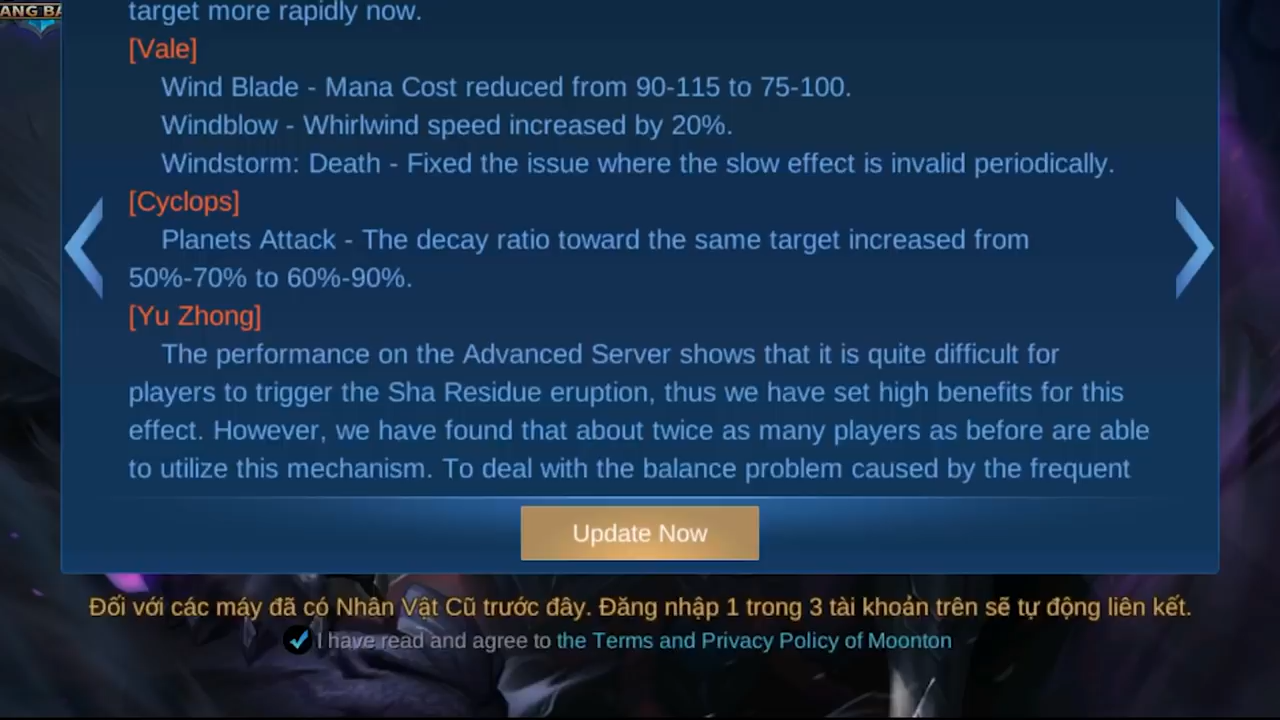 ANG BA
target more rapidly now.
[Vale]
Wind Blade - Mana Cost reduced from 90-115 to 75-100.
Windblow - Whirlwind speed increased by 20%.
Windstorm: Death - Fixed the issue where the slow effect is invalid periodically.
[Cyclops]
Planets Attack - The decay ratio toward the same target increased from
50%-70% to 60%-90%.
[Yu Zhong]
The performance on the Advanced Server shows that it is quite difficult for
players to trigger the Sha Residue eruption, thus we have set high benefits for this
effect. However, we have found that about twice as many players as before are able
to utilize this mechanism. To deal with the balance problem caused by the frequent
Update Now
Đối với các máy đã có Nhân Vật Cũ trước đây. Đăng nhập 1 trong 3 tài khoản trên sẽ tự động liên kết.
I have read and agree to the Terms and Privacy Policy of Moonton